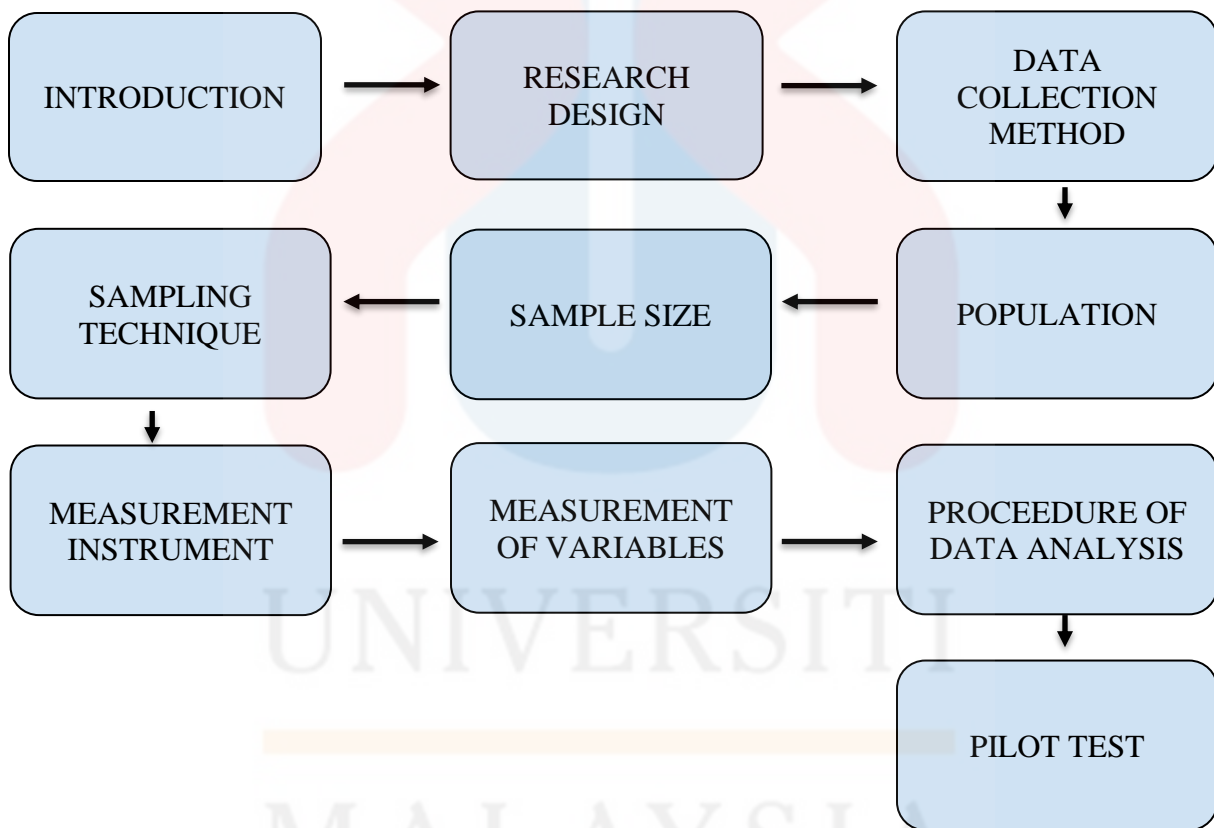 INTRODUCTION
RESEARCH
DESIGN
DATA
COLLECTION
METHOD
SAMPLING
TECHNIQUE
SAMPLE SIZE
POPULATION
MEASUREMENT
INSTRUMENT
MEASUREMENT
OF VARIABLES
PROCEEDURE OF
DATA ANALYSIS
UNIVERSITI
PILOT TEST
MALAYSIA